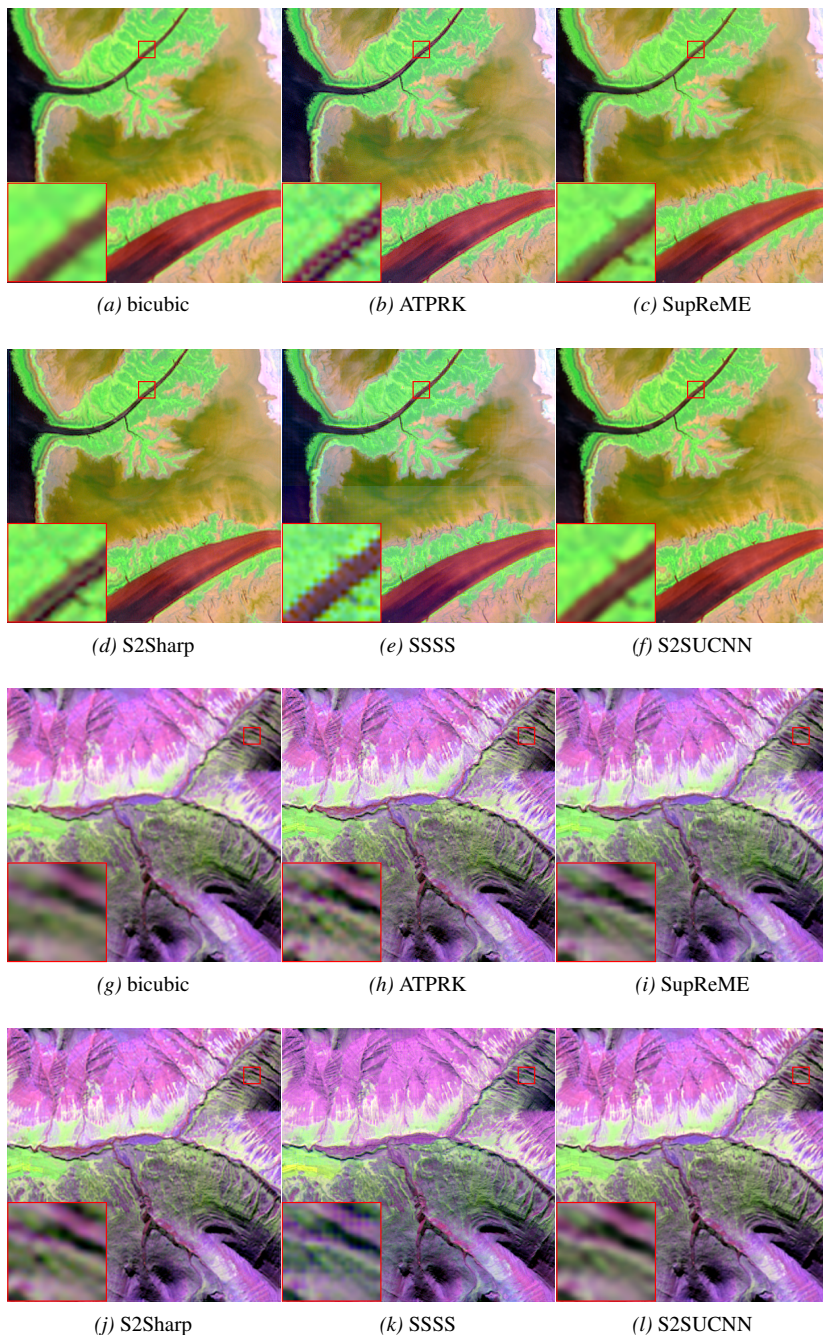 (a) bicubic (b) ATPRK (c) SupReME
(d) S2Sharp (e) SSSS (f) S2SUCNN
(g) bicubic (h) ATPRK (i) SupReME
(j) S2Sharp (k) SSSS (l) S2SUCNN